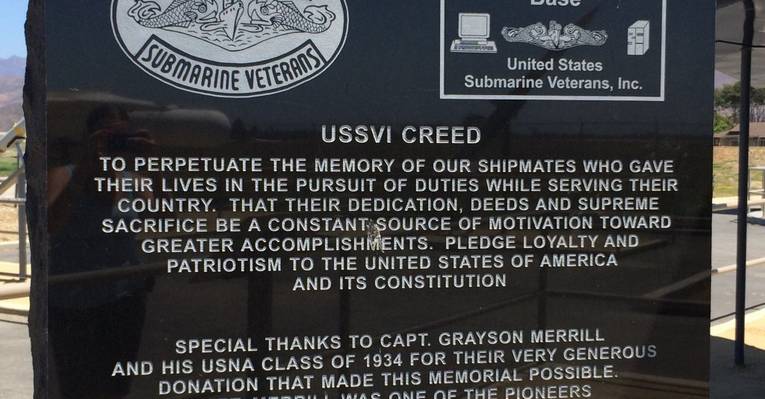 SUBMARINE VETERANS
Base
United States
Submarine Veterans, Inc.
USSVI CREED
TO PERPETUATE THE MEMORY OF OUR SHIPMATES WHO GAVE
THEIR LIVES IN THE PURSUIT OF DUTIES WHILE SERVING THEIR
COUNTRY. THAT THEIR DEDICATION, DEEDS AND SUPREME
SACRIFICE BE A CONSTANT SOURCE OF MOTIVATION TOWARD
GREATER ACCOMPLISHMENTS. PLEDGE LOYALTY AND
PATRIOTISM TO THE UNITED STATES OF AMERICA
AND ITS CONSTITUTION
SPECIAL THANKS TO CAPT. GRAYSON MERRILL
AND HIS USNA CLASS OF 1934 FOR THEIR VERY GENEROUS
DONATION THAT MADE THIS MEMORIAL POSSIBLE.
MERRILL WAS ONE OF THE PIONEERS